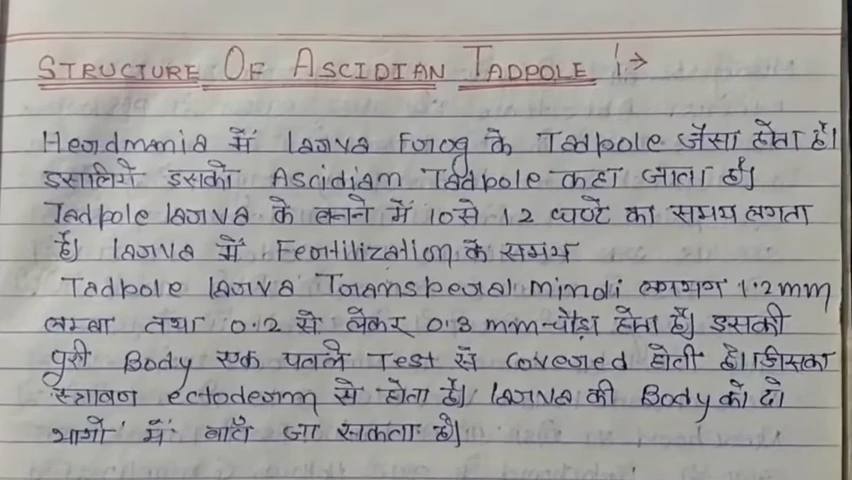 STRUCTURE OF ASCIDIAN TADPOLE :→
Herdmania में larva Frog के Tadpole जैसा होता है।
इसलिये इसको Ascidian Tadpole कहा जाता है।
Tadpole larva के बनने में 10 से 12 घण्टे का समय लगता
है। larva में Fertilization के समय
Tadpole larva लगभग 1.2 mm
लम्बा तथा 0.2 से लेकर 0.3 mm चौड़ा होता है। इसकी
पूरी Body एक पतले Test से covered होती है। जिसका
स्त्रावण ectoderm से होता है। larva की Body को दो
भागों में बाटाँ जा सकता है।